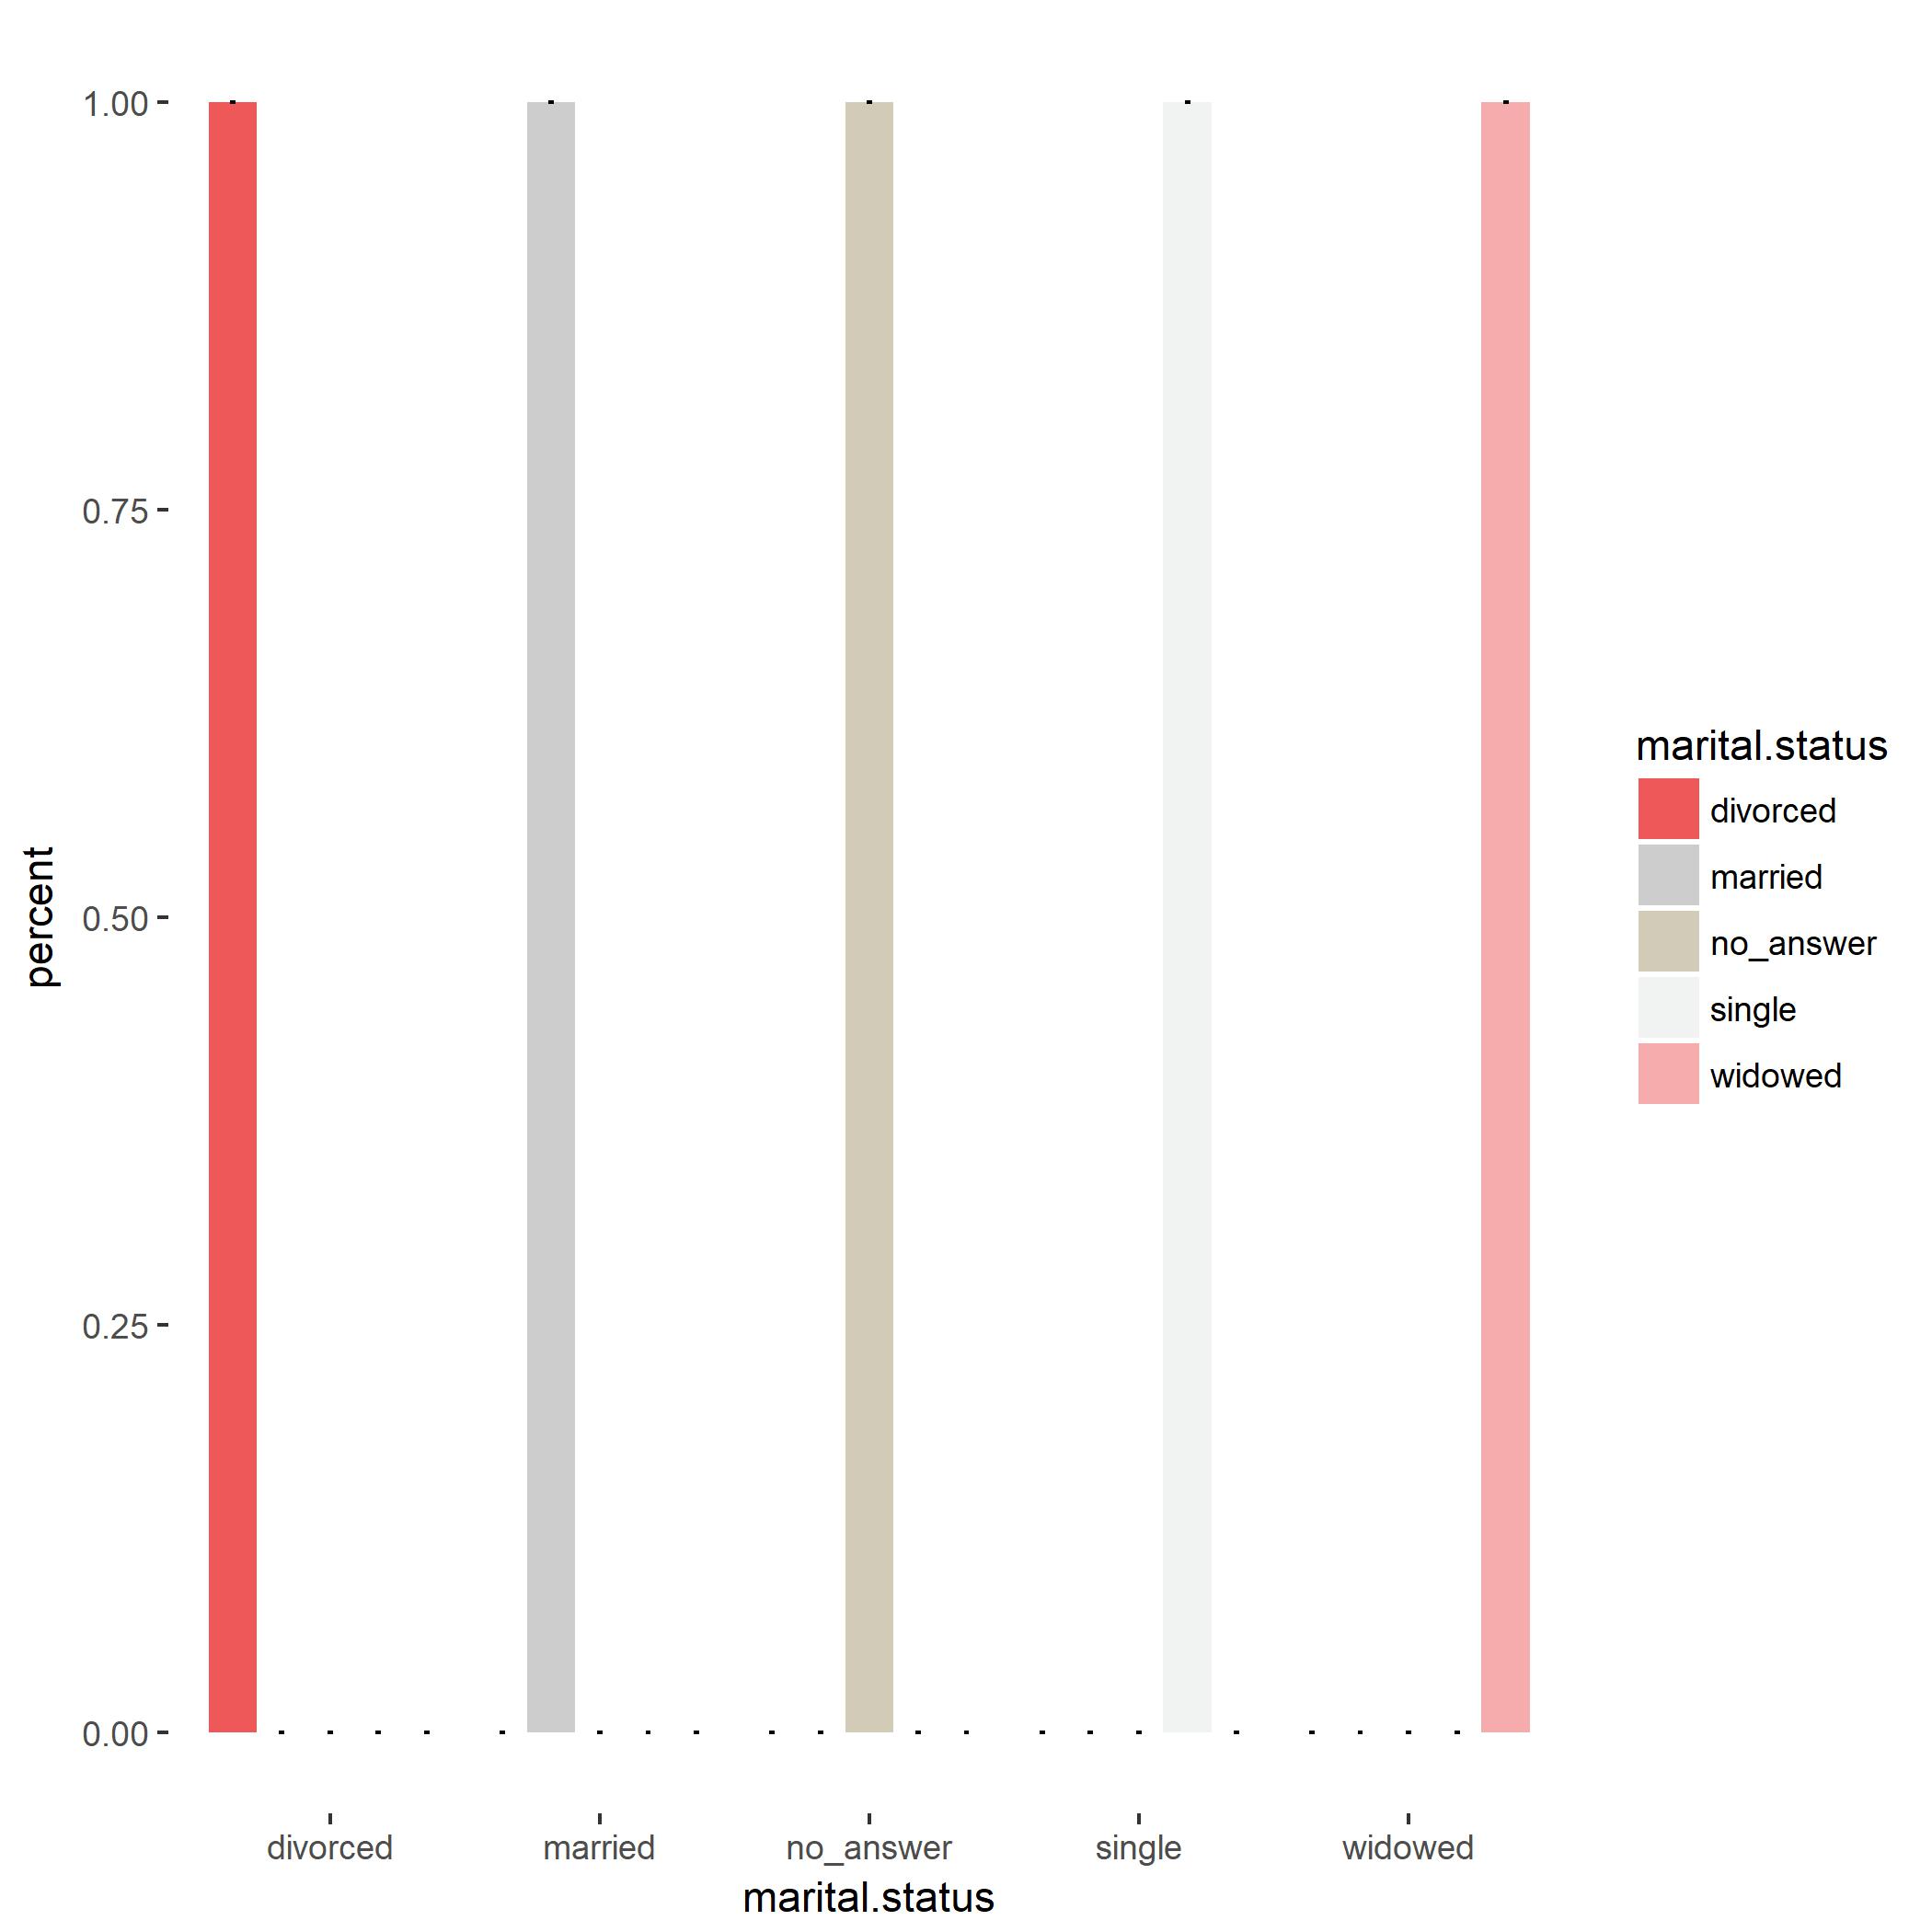 1.00
0.75
0.50
0.25
0.00
percent
divorced
married
no_answer
single
widowed
marital.status
marital.status
divorced
married
no_answer
single
widowed